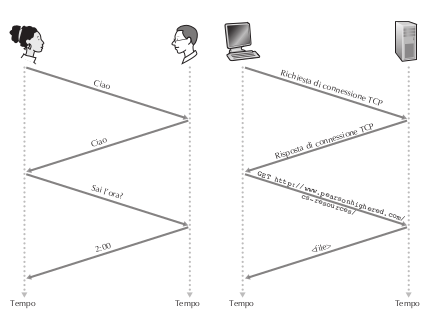 Ciao
Ciao
Sai l'ora?
2:00
Tempo
Tempo
Richiesta di connessione TCP
Risposta di connessione TCP
GET http://www.pearsonhighered.com/
cs-resources/
<file>
Tempo
Tempo